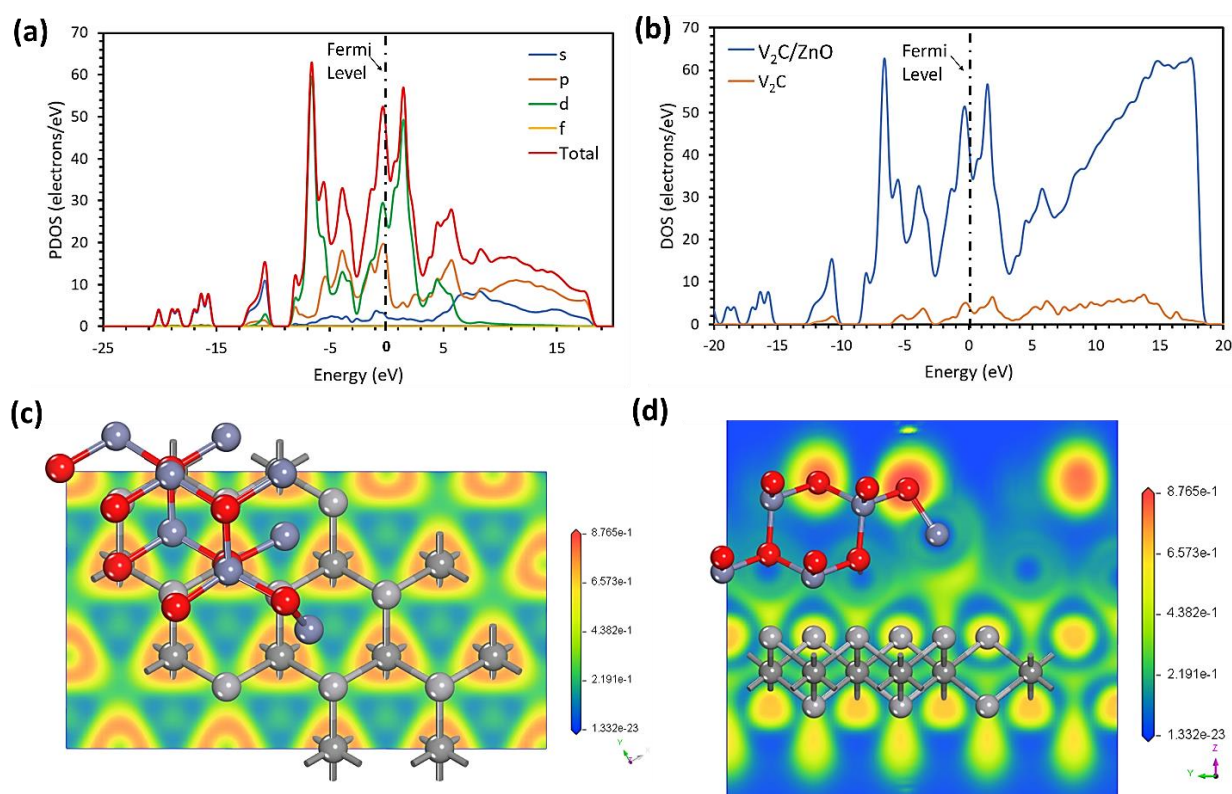 (a)
70
60
50
40
30
20
10
0
PDOS (electrons/eV)
-25
-15
-5
0
5
15
Energy (eV)
Fermi
Level
s
p
d
f
Total
(b)
70
60
50
40
30
20
10
0
DOS (electrons/eV)
-20
-15
-10
-5
0
5
10
15
20
Energy (eV)
V₂C/ZnO
V₂C
Fermi
Level
(c)
8.765e-1
6.573e-1
4.382e-1
2.191e-1
1.332e-23
Y
(d)
8.765e-1
6.573e-1
4.382e-1
2.191e-1
1.332e-23
Z
Y